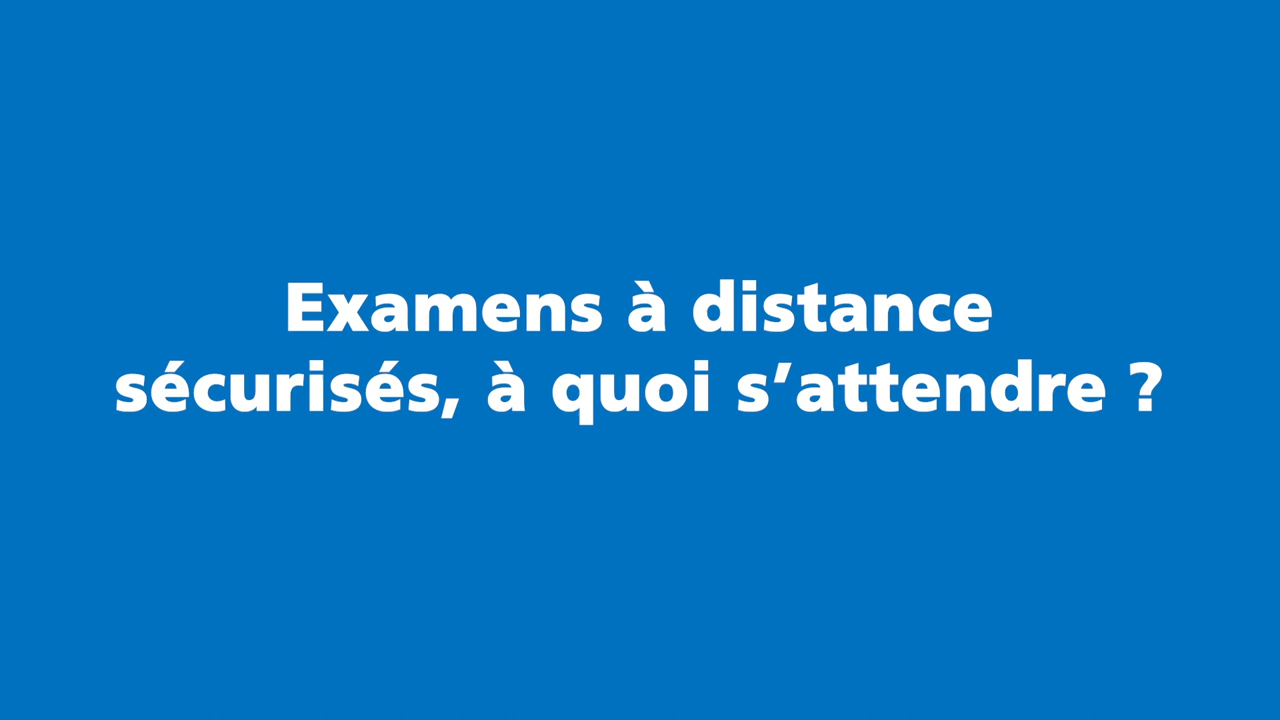 Examens à distance
sécurisés, à quoi s’attendre ?